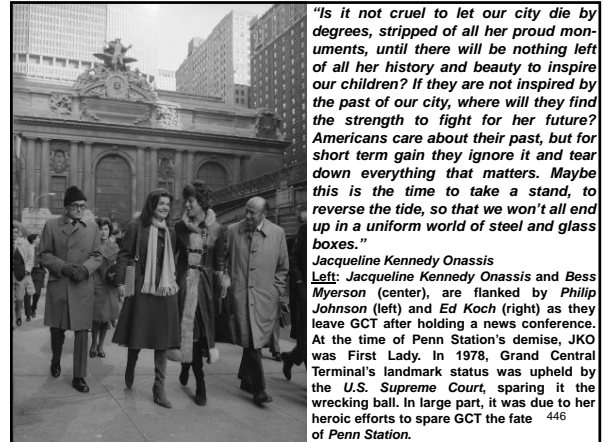 “Is it not cruel to let our city die by
degrees, stripped of all her proud mon-
uments, until there will be nothing left
of all her history and beauty to inspire
our children? If they are not inspired by
the past of our city, where will they find
the strength to fight for her future?
Americans care about their past, but for
short term gain they ignore it and tear
down everything that matters. Maybe
this is the time to take a stand, to
reverse the tide, so that we won’t all end
up in a uniform world of steel and glass
boxes.”
Jacqueline Kennedy Onassis
Left: Jacqueline Kennedy Onassis and Bess
Myerson (center), are flanked by Philip
Johnson (left) and Ed Koch (right) as they
leave GCT after holding a news conference.
At the time of Penn Station’s demise, JKO
was First Lady. In 1978, Grand Central
Terminal’s landmark status was upheld by
the U.S. Supreme Court, sparing it the
wrecking ball. In large part, it was due to her
heroic efforts to spare GCT the fate 446
of Penn Station.